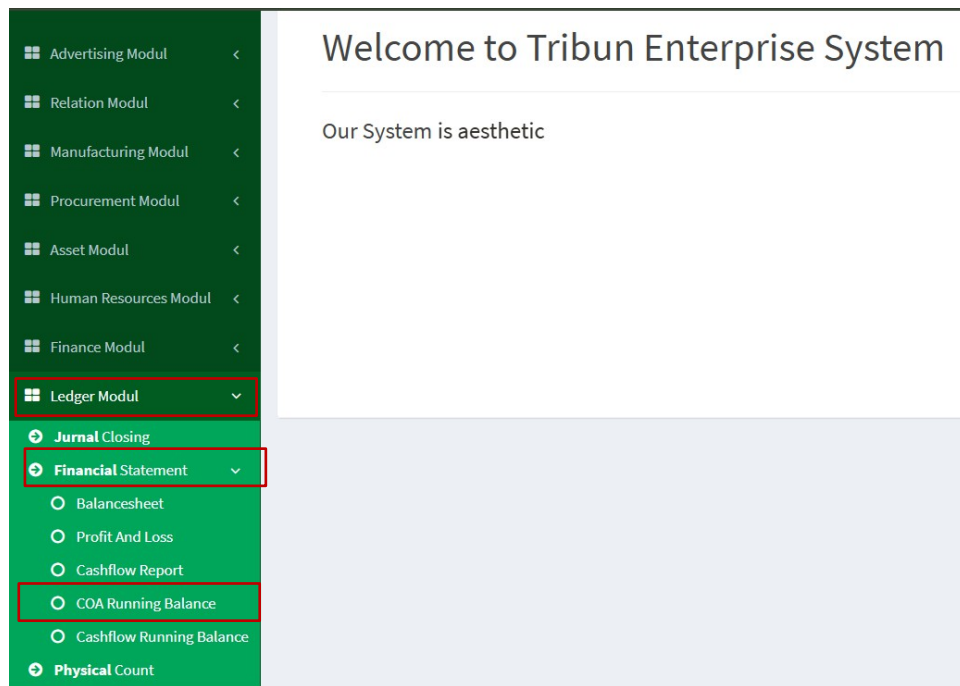 Advertising Modul
Relation Modul
Manufacturing Modul
Procurement Modul
Asset Modul
Human Resources Modul
Finance Modul
Ledger Modul
Jurnal Closing
Financial Statement
Balancesheet
Profit And Loss
Cashflow Report
COA Running Balance
Cashflow Running Balance
Physical Count
Welcome to Tribun Enterprise System
Our System is aesthetic